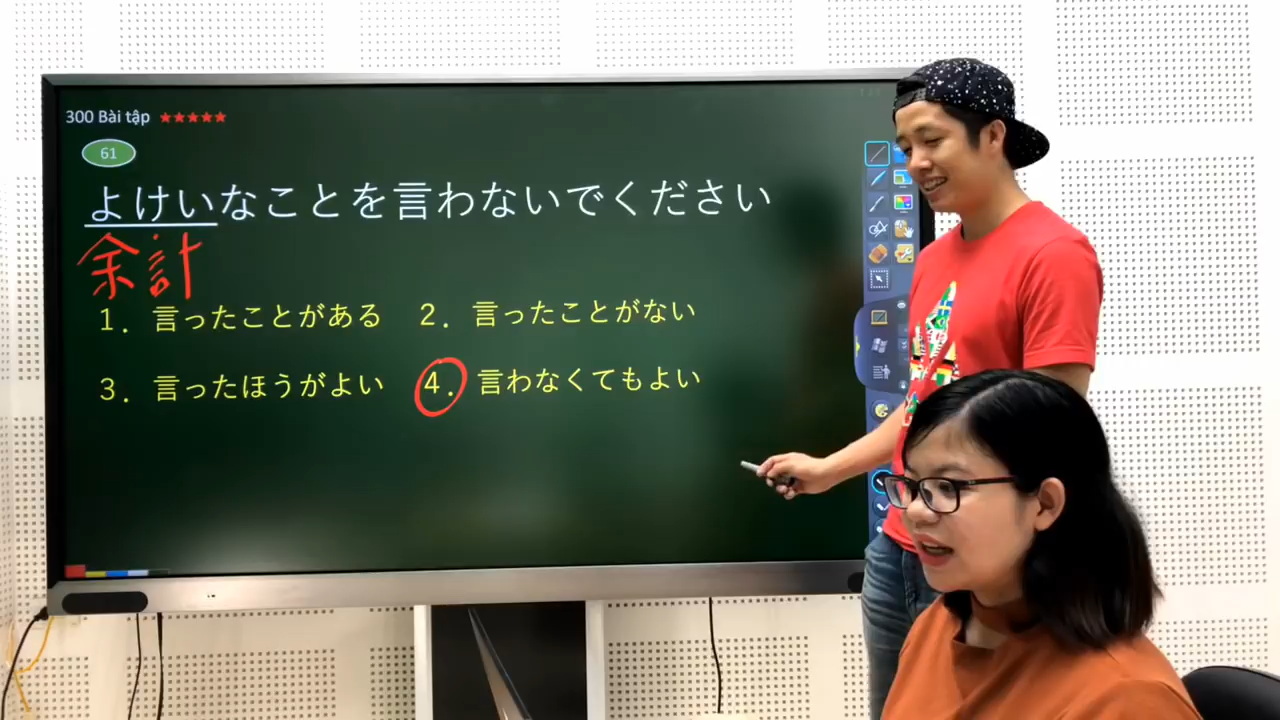 300 Bài tập ★★★★★
61
よけいなことを言わないでください
余計
1. 言ったことがある 2. 言ったことがない
3. 言ったほうがよい 4. 言わなくてもよい